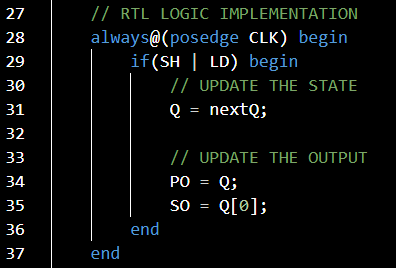 27 // RTL LOGIC IMPLEMENTATION
28 always@(posedge CLK) begin
29 if(SH | LD) begin
30 // UPDATE THE STATE
31 Q = nextQ;
32
33 // UPDATE THE OUTPUT
34 PO = Q;
35 SO = Q[0];
36 end
37 end